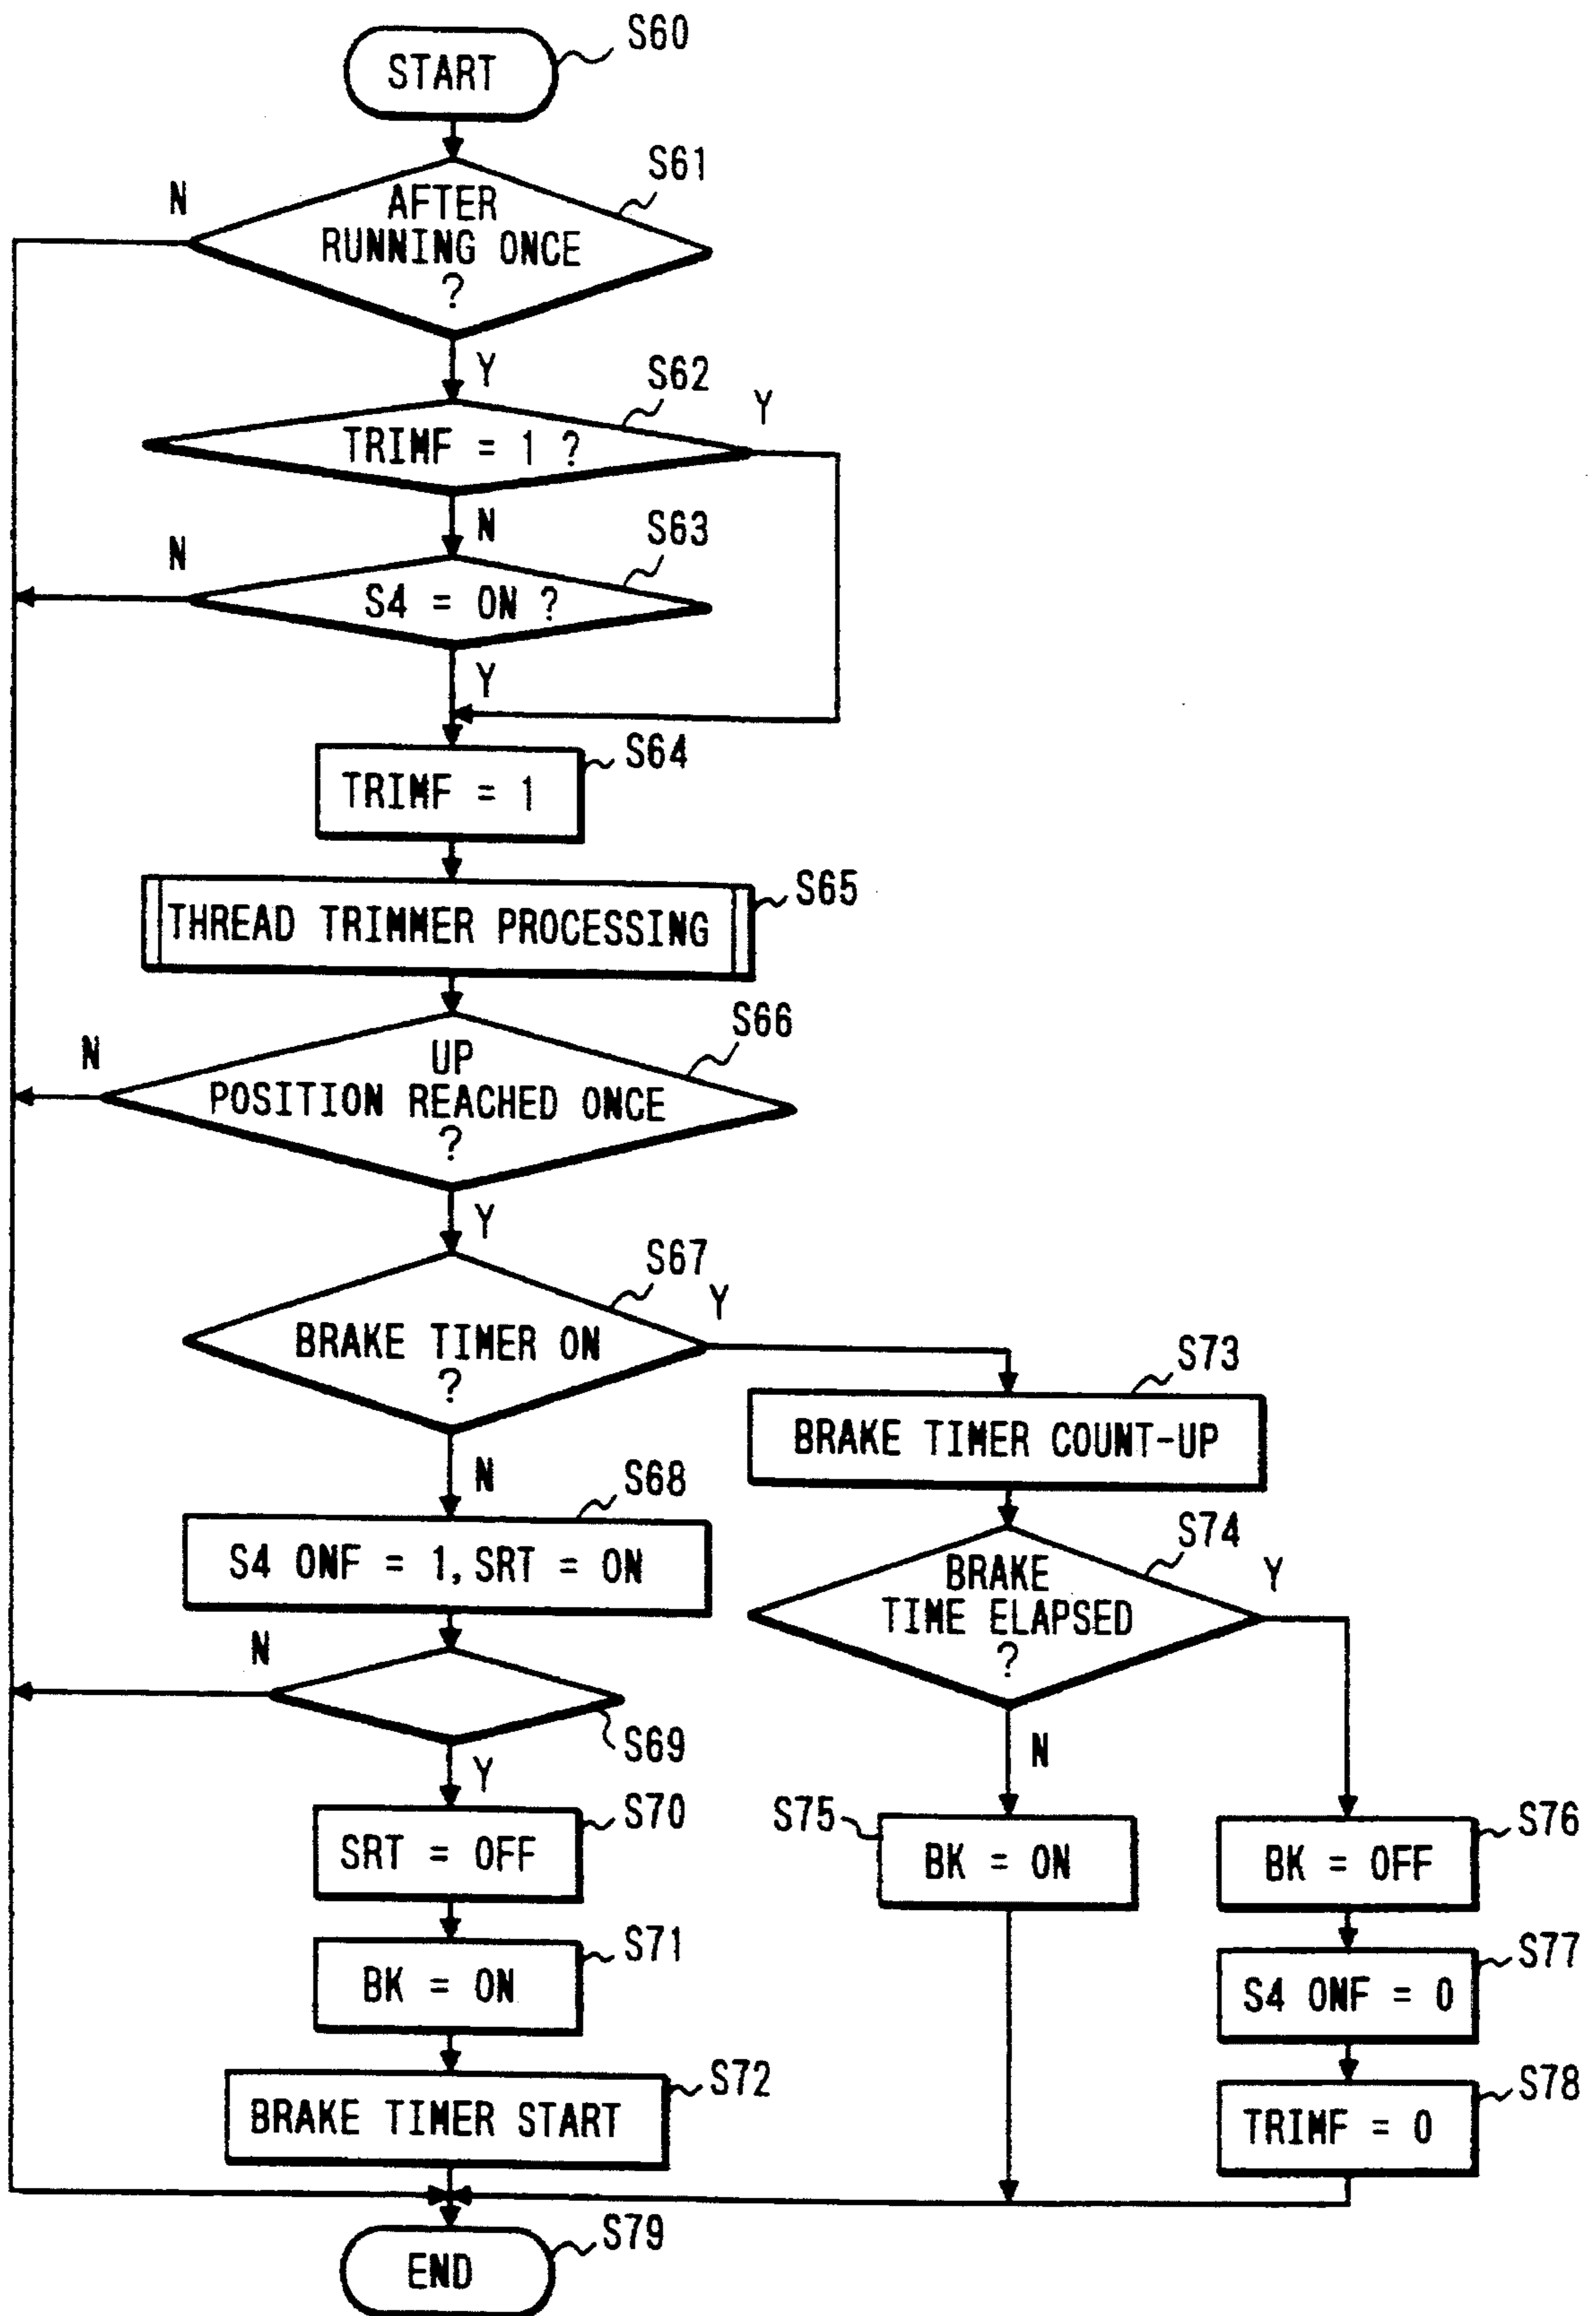 START
S60
S61
N
AFTER
RUNNING ONCE
?
Y
S62
Y
TRIMF = 1 ?
N
S63
N
S4 = ON ?
Y
S64
TRIMF = 1
S65
THREAD TRIMMER PROCESSING
S66
N
UP
POSITION REACHED ONCE
?
Y
S67
Y
BRAKE TIMER ON
?
N
S68
S4 ONF = 1, SRT = ON
N
S69
Y
S70
SRT = OFF
S71
BK = ON
S72
BRAKE TIMER START
S73
BRAKE TIMER COUNT-UP
S74
Y
BRAKE
TIME ELAPSED
?
N
S75
BK = ON
S76
BK = OFF
S77
S4 ONF = 0
S78
TRIMF = 0
S79
END